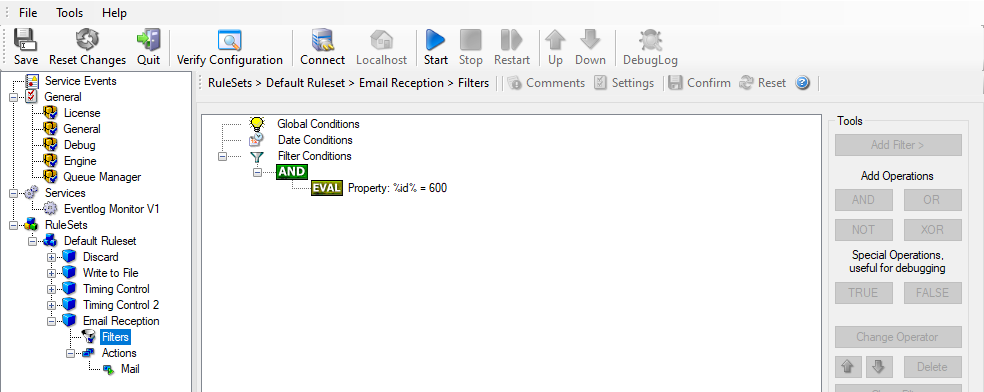 File Tools Help
Save Reset Changes Quit Verify Configuration Connect Localhost Start Stop Restart Up Down DebugLog
Service Events
General
License
General
Debug
Engine
Queue Manager
Services
Eventlog Monitor V1
RuleSets
Default Ruleset
Discard
Write to File
Timing Control
Timing Control 2
Email Reception
Filters
Actions
Mail
RuleSets > Default Ruleset > Email Reception > Filters Comments Settings Confirm Reset ?
Global Conditions
Date Conditions
Filter Conditions
AND
EVAL Property: %id% = 600
Tools
Add Filter >
Add Operations
AND OR
NOT XOR
Special Operations,
useful for debugging
TRUE FALSE
Change Operator
Delete